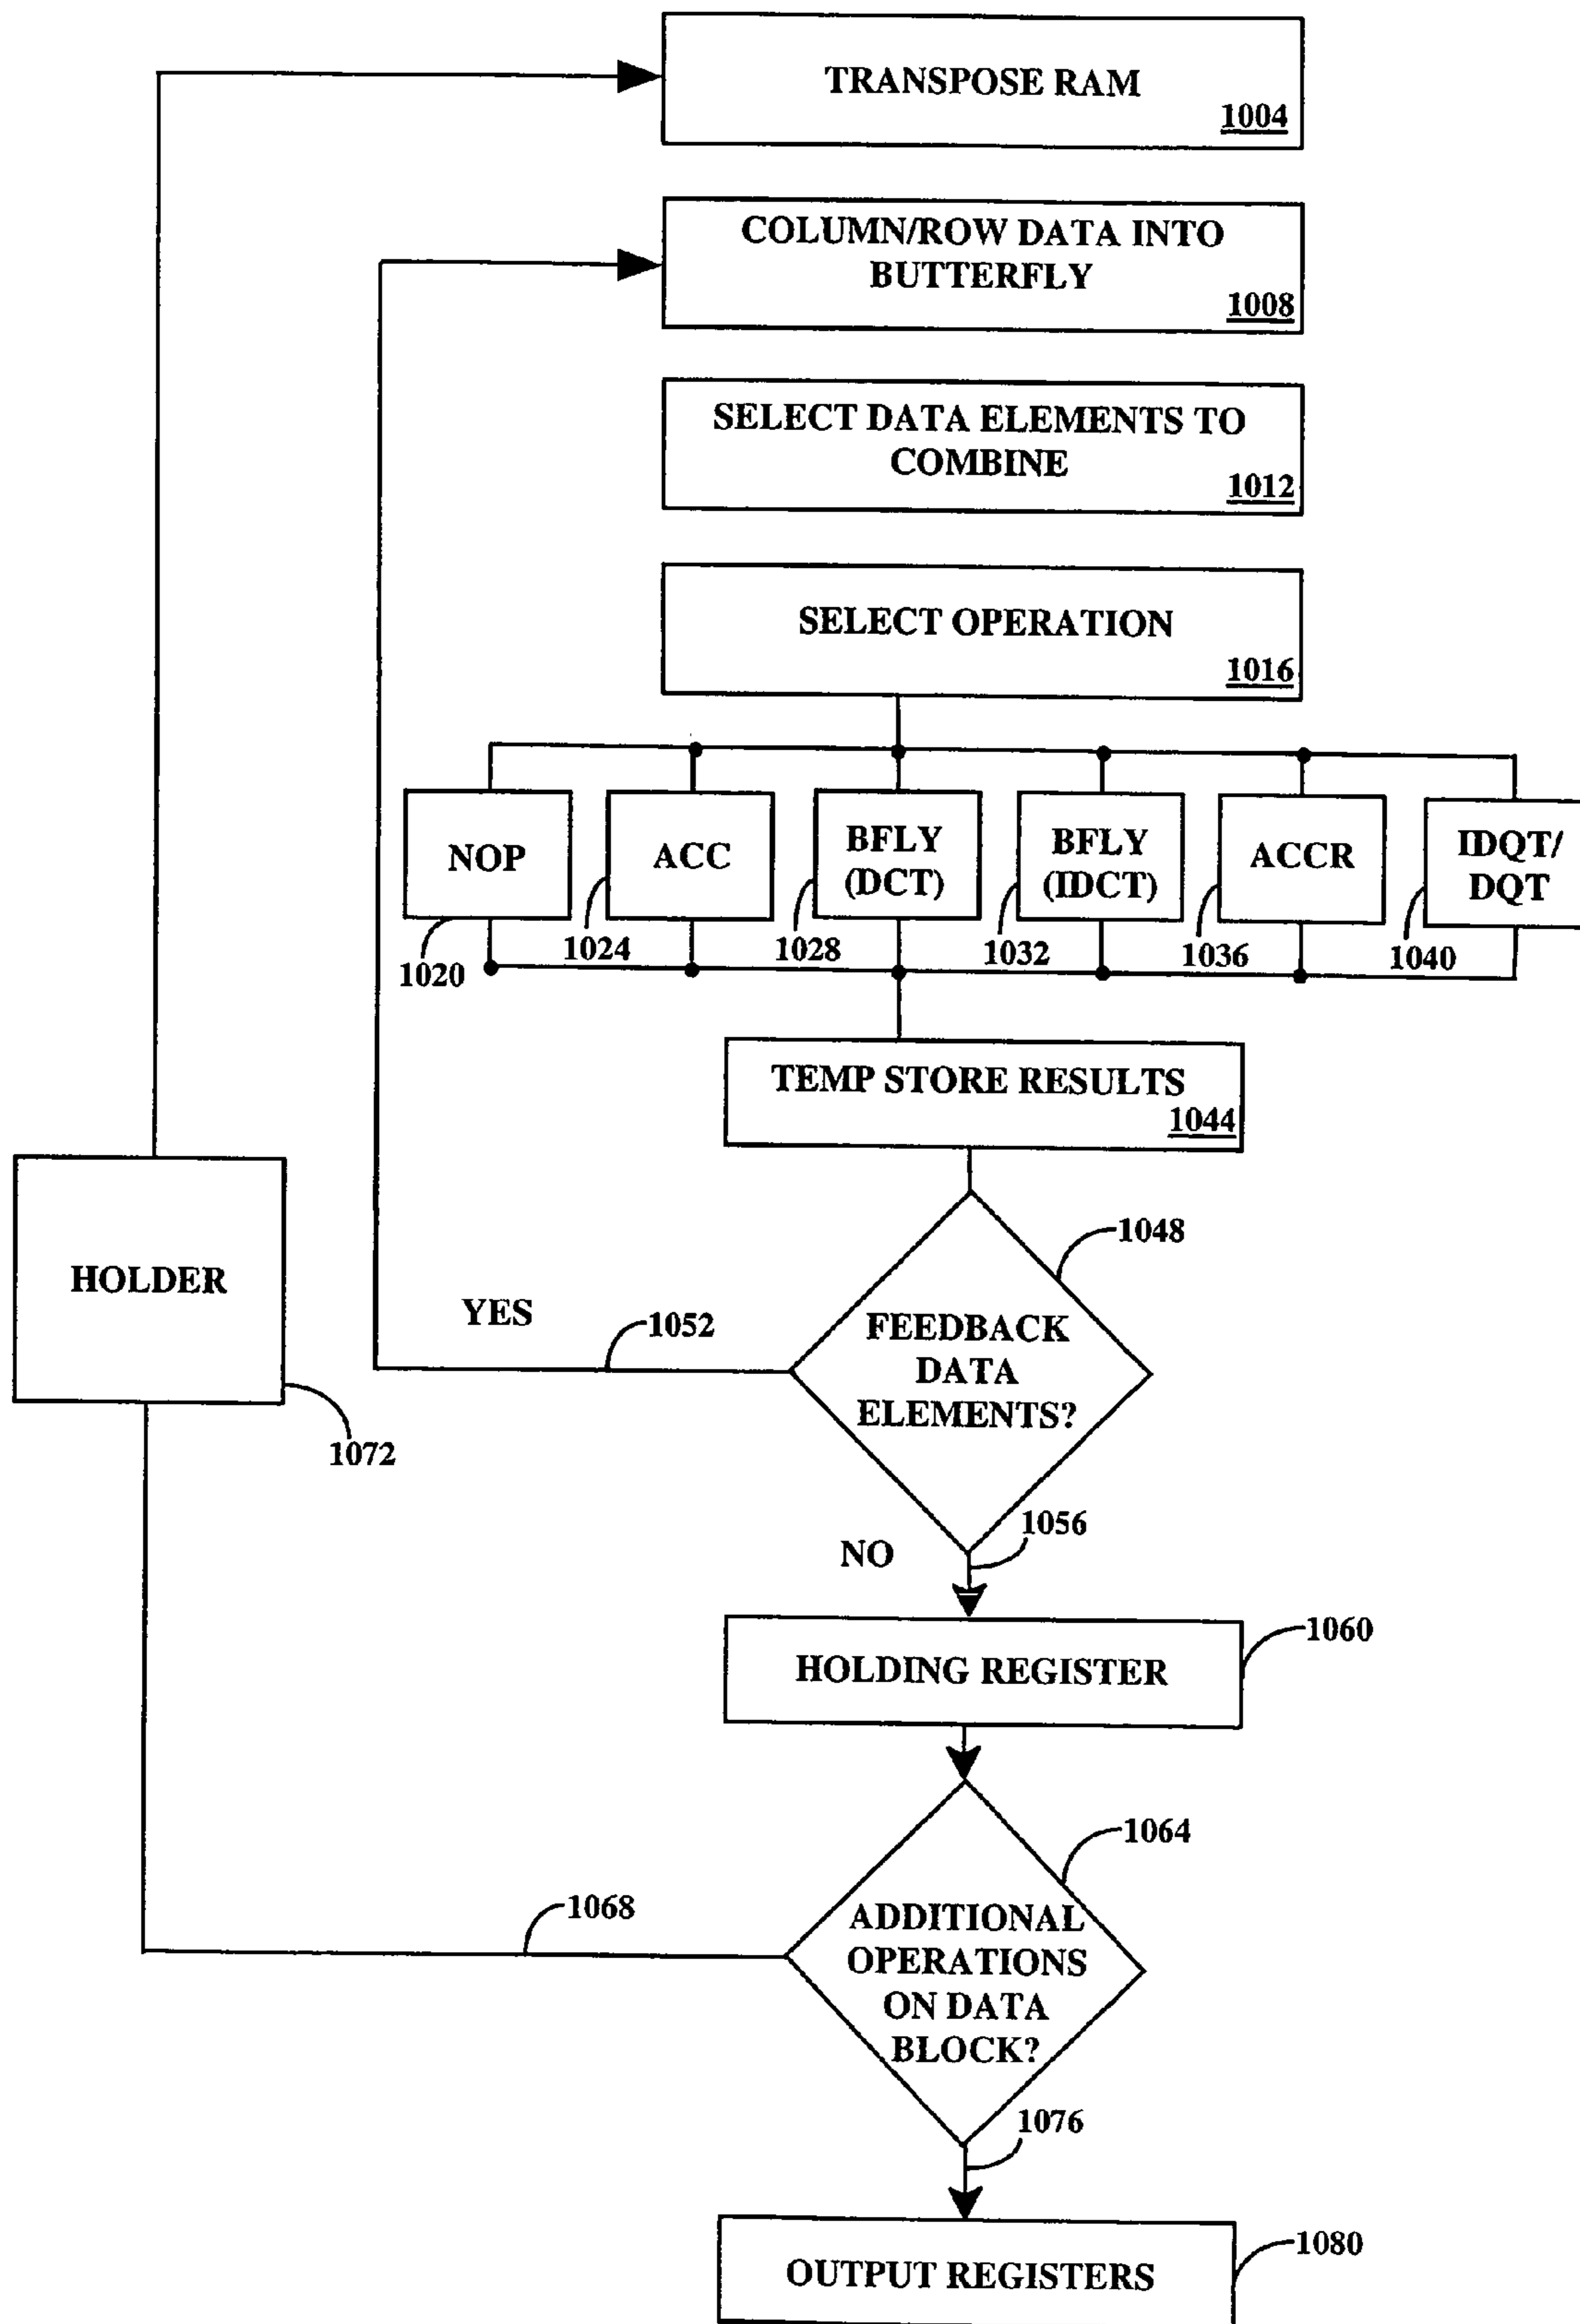 TRANSPOSE RAM
1004
COLUMN/ROW DATA INTO
BUTTERFLY
1008
SELECT DATA ELEMENTS TO
COMBINE
1012
SELECT OPERATION
1016
NOP
1020
ACC
1024
BFLY
(DCT)
1028
BFLY
(IDCT)
1032
ACCR
1036
IDQT/
DQT
1040
TEMP STORE RESULTS
1044
1048
FEEDBACK
DATA
ELEMENTS?
YES
1052
HOLDER
1072
NO
1056
HOLDING REGISTER
1060
1064
ADDITIONAL
OPERATIONS
ON DATA
BLOCK?
1068
1076
OUTPUT REGISTERS
1080